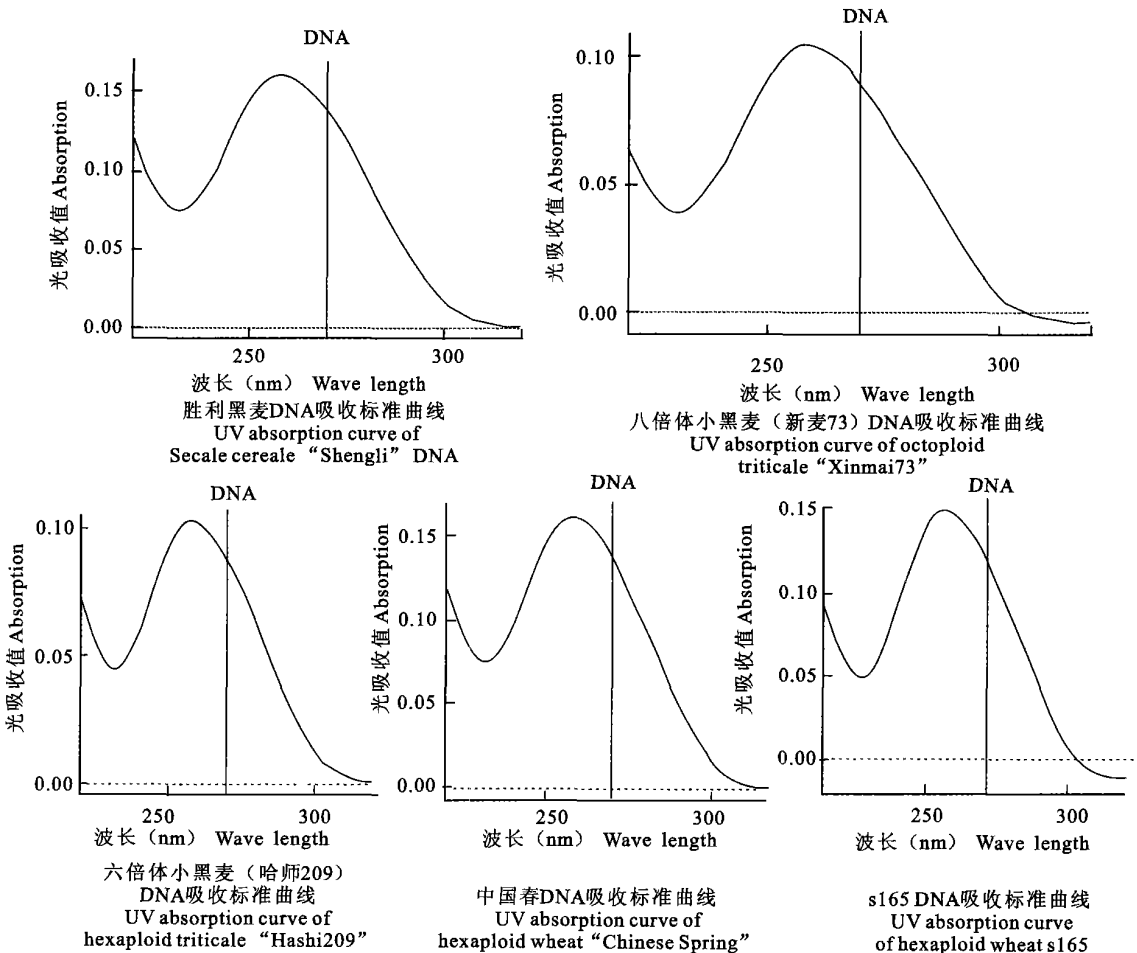 DNA
光吸收值 Absorption
0.15
0.10
0.05
0.00
250
300
波长（nm） Wave length
胜利黑麦DNA吸收标准曲线
UV absorption curve of
Secale cereale “Shengli” DNA
DNA
光吸收值 Absorption
0.10
0.05
0.00
250
300
波长（nm） Wave length
八倍体小黑麦（新麦73）DNA吸收标准曲线
UV absorption curve of octoploid
triticale “Xinmai73”
DNA
光吸收值 Absorption
0.10
0.05
0.00
250
300
波长（nm） Wave length
六倍体小黑麦（哈师209）
DNA吸收标准曲线
UV absorption curve of
hexaploid triticale “Hashi209”
DNA
光吸收值 Absorption
0.15
0.10
0.05
0.00
250
300
波长（nm） Wave length
中国春DNA吸收标准曲线
UV absorption curve of
hexaploid wheat “Chinese Spring”
DNA
光吸收值 Absorption
0.15
0.10
0.05
0.00
250
300
波长（nm） Wave length
s165 DNA吸收标准曲线
UV absorption curve
of hexaploid wheat s165